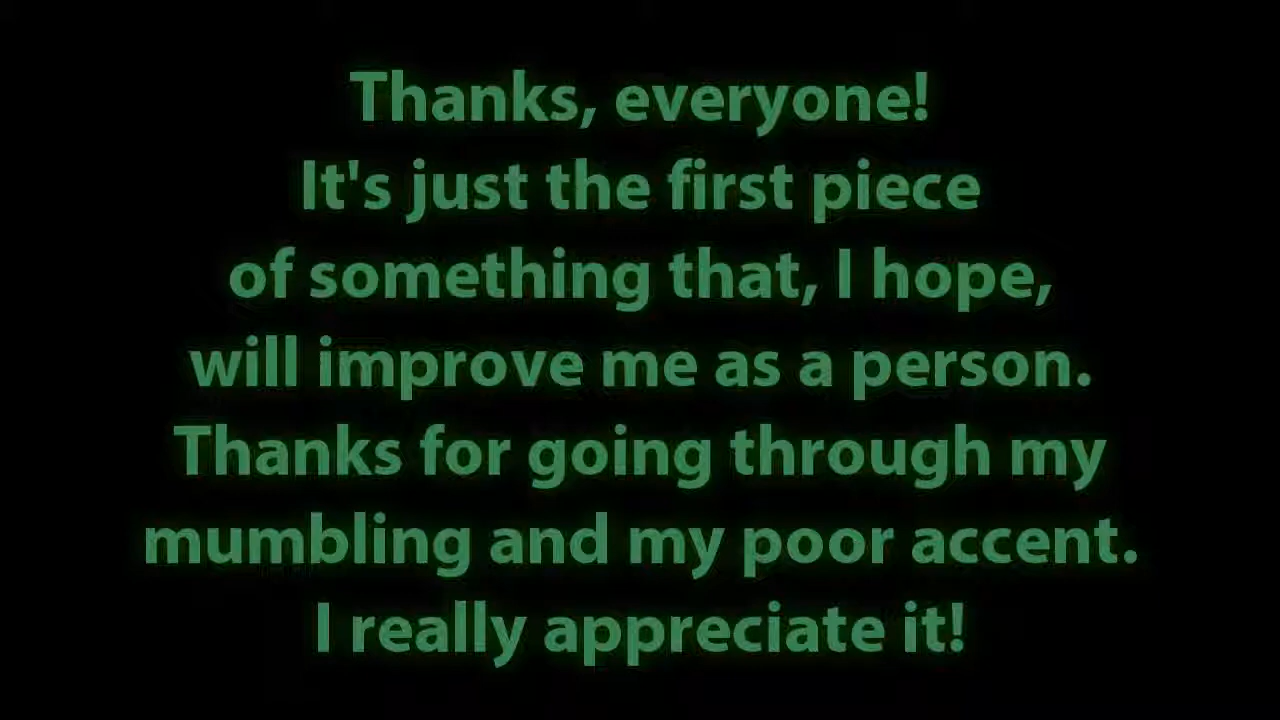 Thanks, everyone!
It's just the first piece
of something that, I hope,
will improve me as a person.
Thanks for going through my
mumbling and my poor accent.
I really appreciate it!